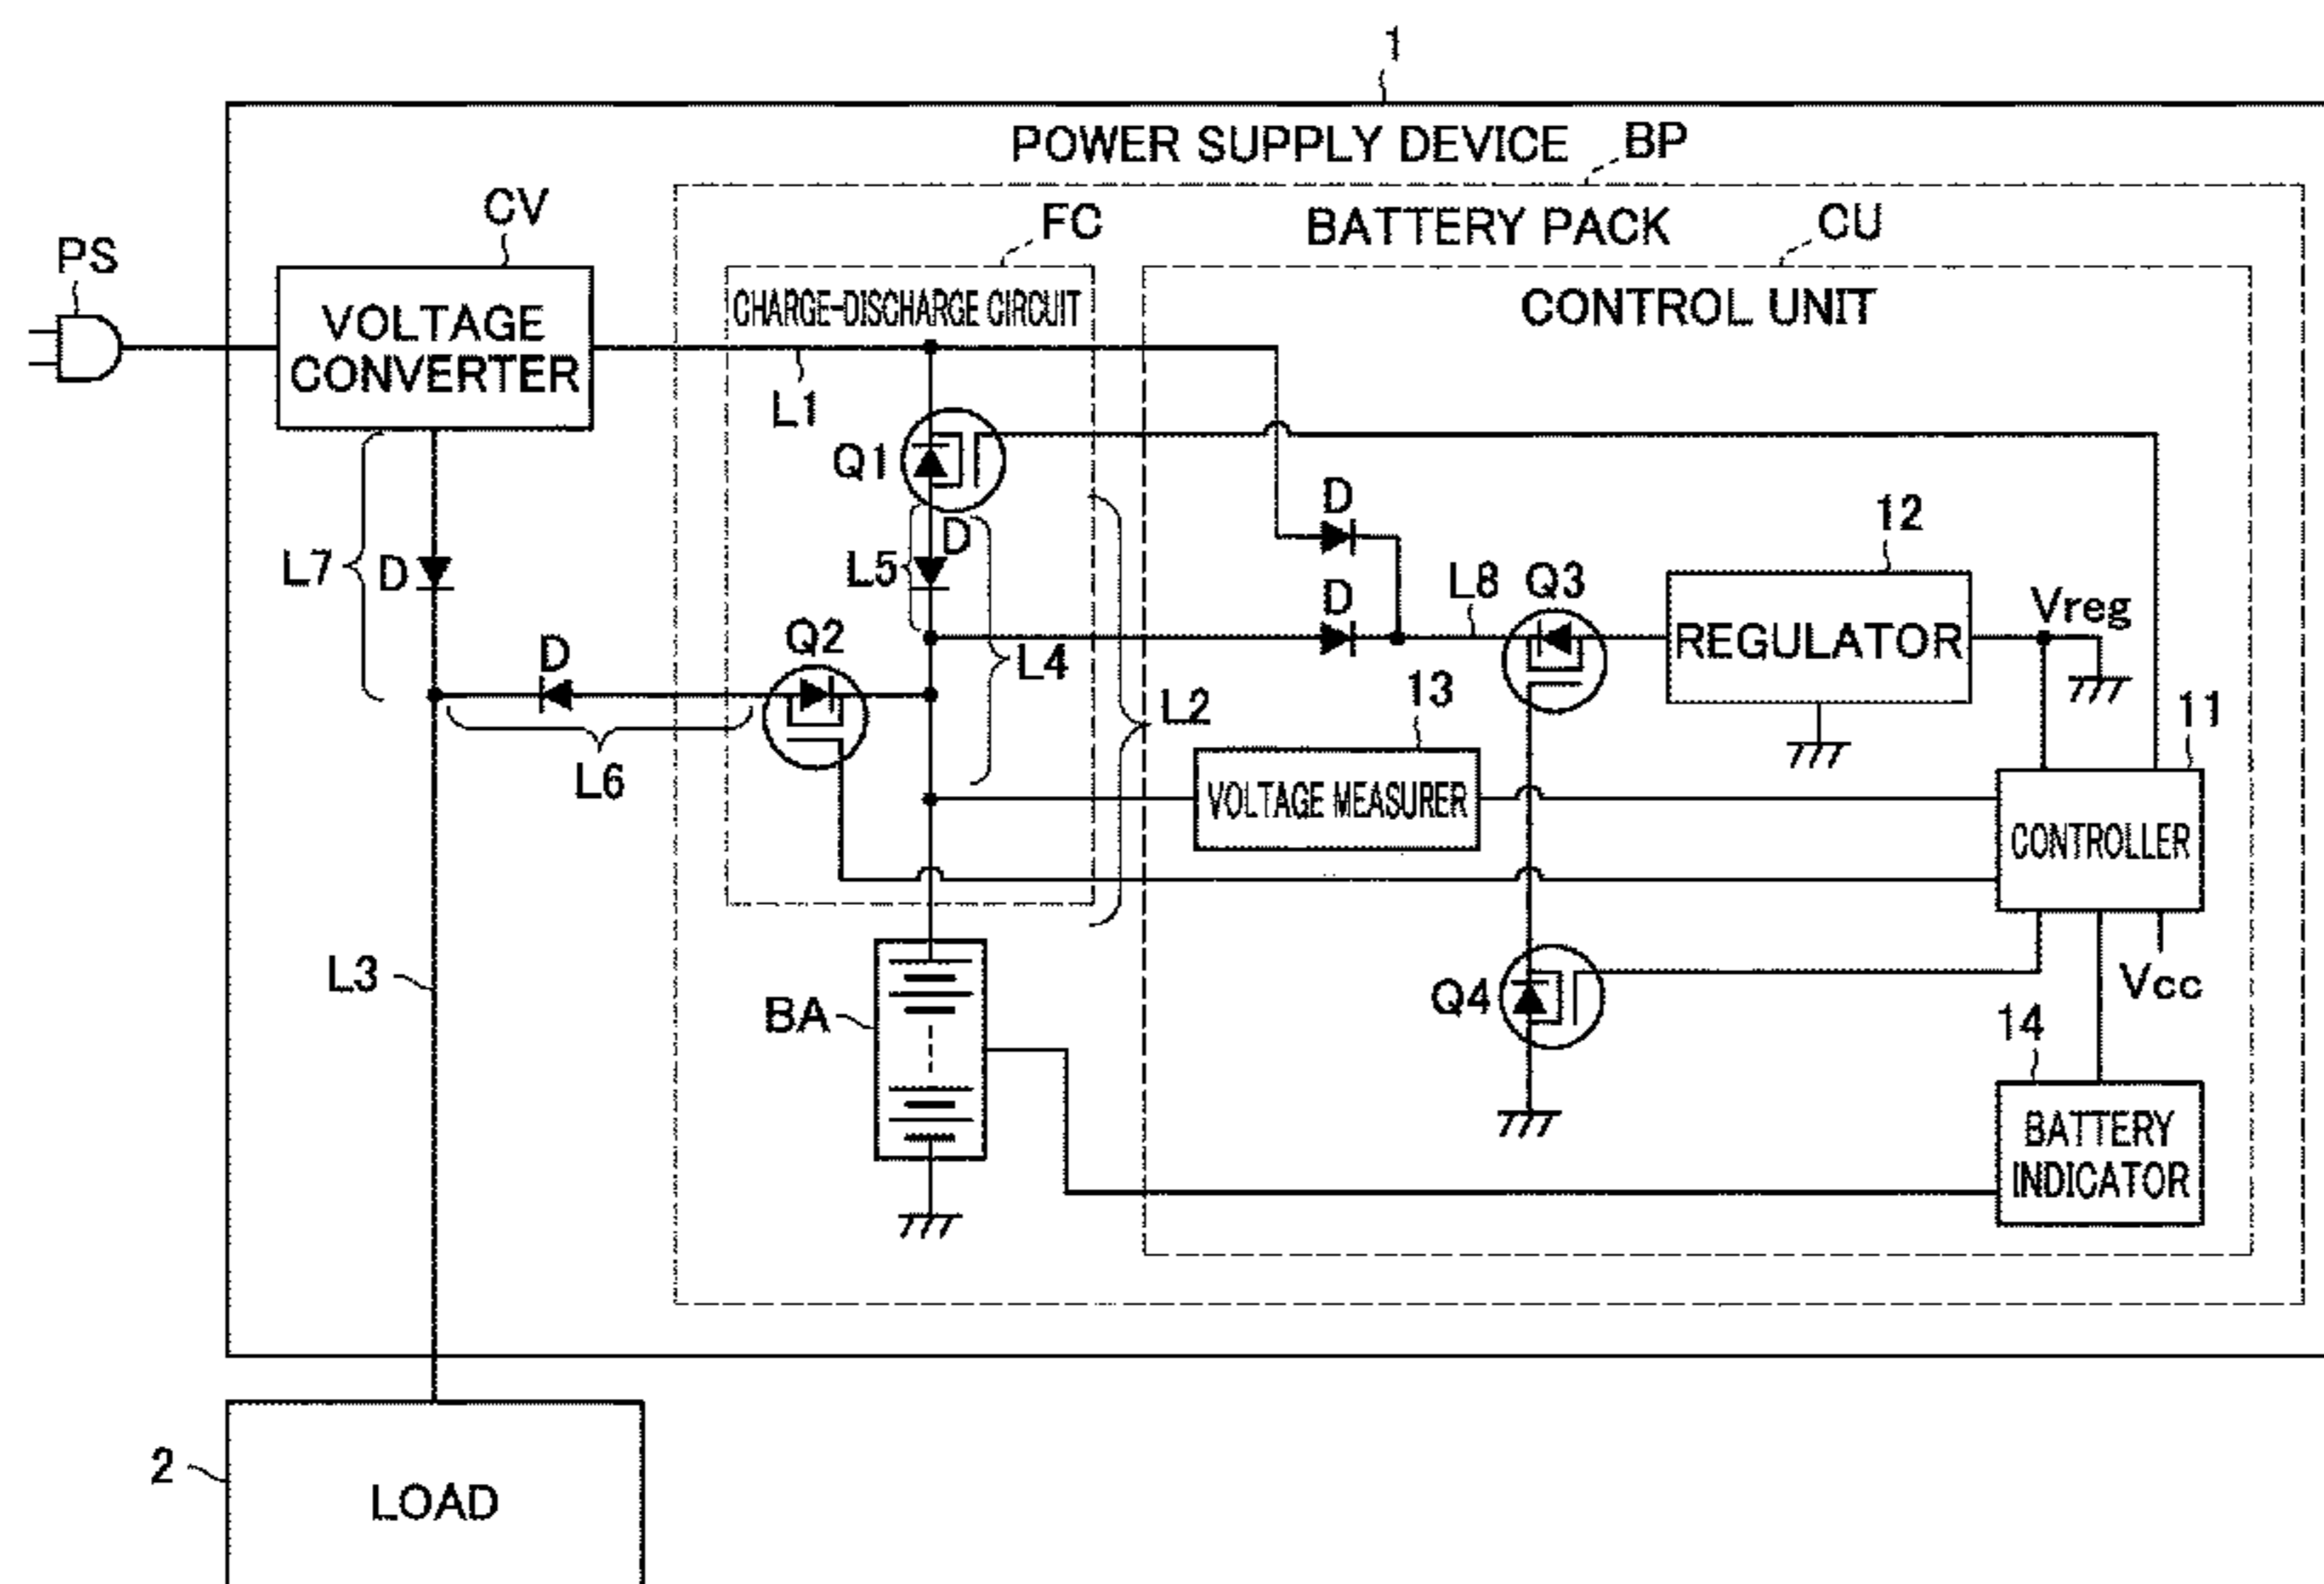 1
POWER SUPPLY DEVICE
BP
CV
FC
BATTERY PACK
CU
PS
CHARGE-DISCHARGE CIRCUIT
CONTROL UNIT
VOLTAGE
CONVERTER
L1
Q1
D
12
D
L7
D
L5
L8
Q3
Vreg
D
REGULATOR
D
Q2
L4
13
L2
11
L6
VOLTAGE MEASURER
CONTROLLER
L3
Q4
Vcc
BA
14
BATTERY
INDICATOR
2
LOAD